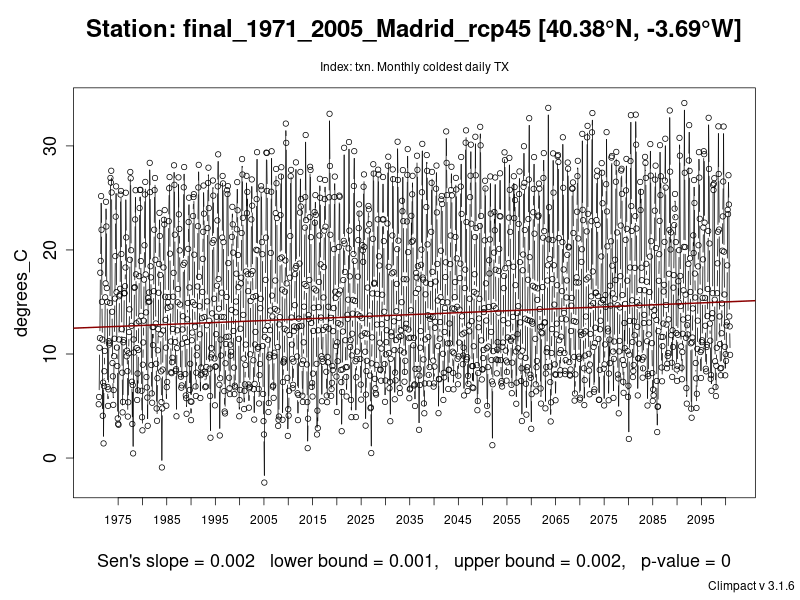 Station: final_1971_2005_Madrid_rcp45 [40.38°N, -3.69°W]
Index: txn. Monthly coldest daily TX
degrees_C
30
20
10
0
1975 1985 1995 2005 2015 2025 2035 2045 2055 2065 2075 2085 2095
Sen's slope = 0.002 lower bound = 0.001, upper bound = 0.002, p-value = 0
Climpact v 3.1.6